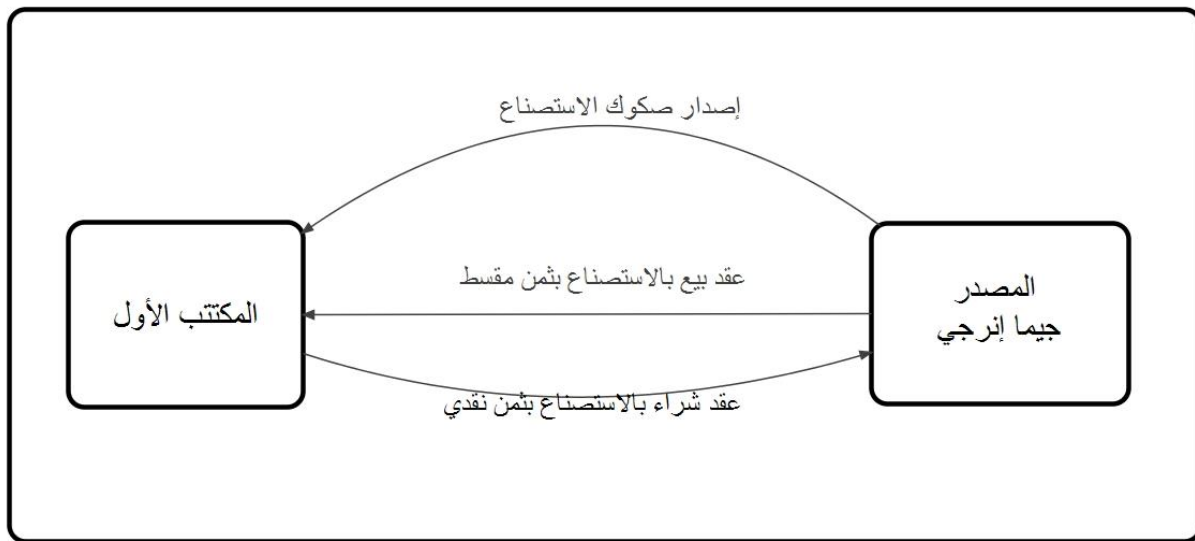 إصدار صكوك الاستصناع
المصدر
جيما إنرجي
عقد بيع بالاستصناع بثمن مقسط
المكتتب الأول
عقد شراء بالاستصناع بثمن نقدي